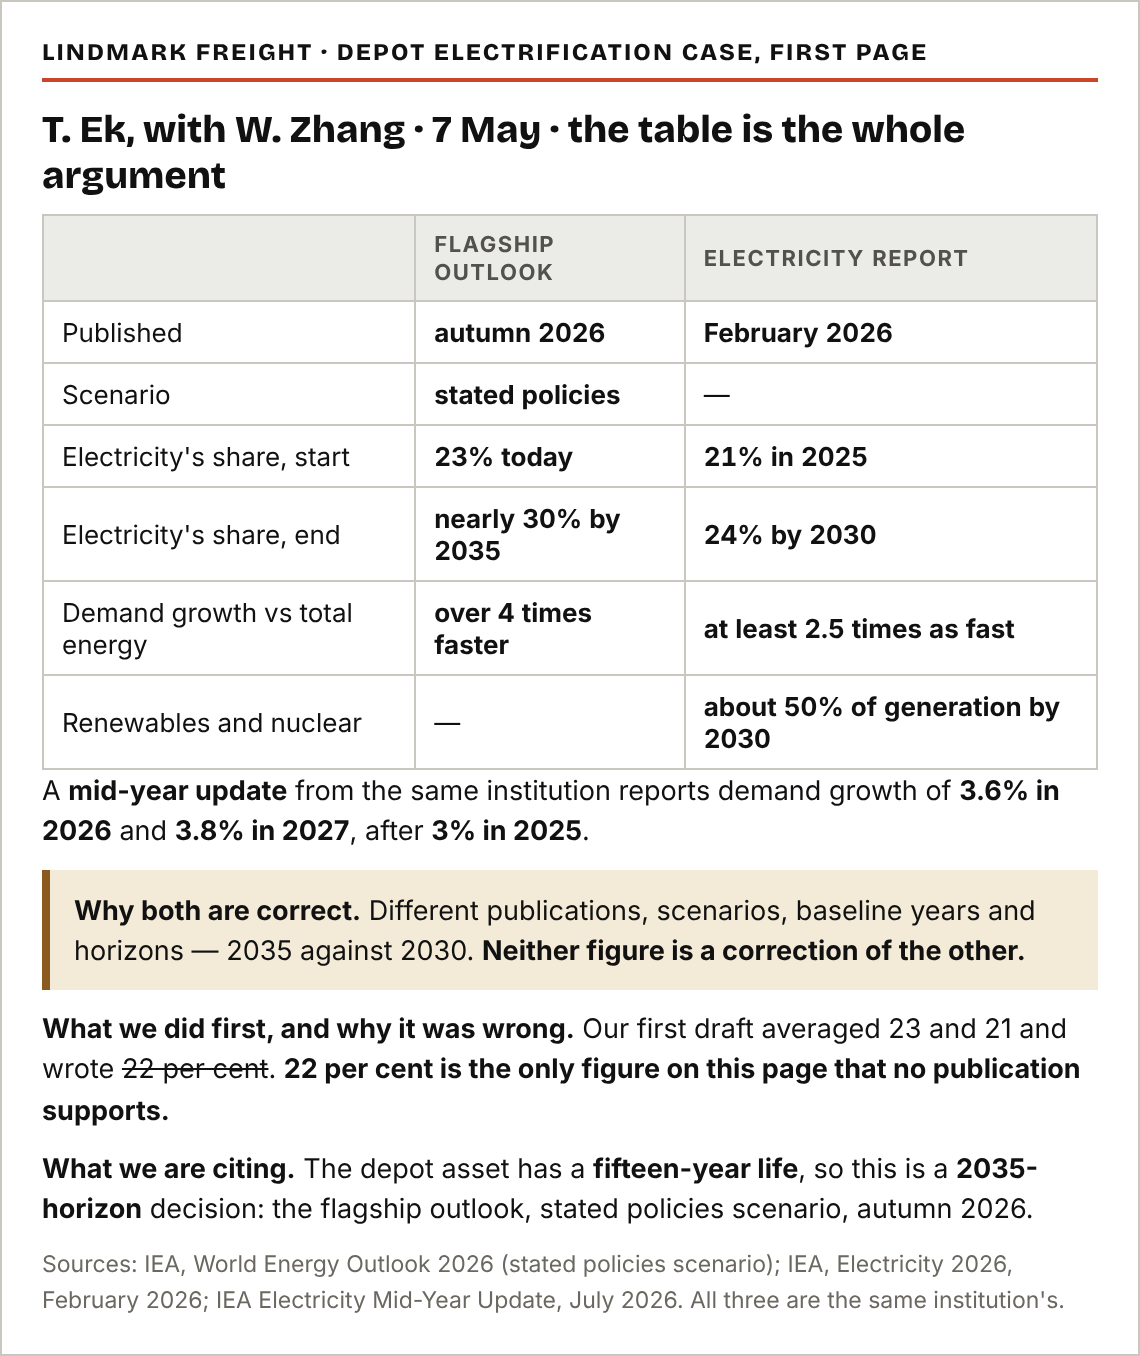 LINDMARK FREIGHT · DEPOT ELECTRIFICATION CASE, FIRST PAGE
T. Ek, with W. Zhang · 7 May · the table is the whole
argument
FLAGSHIP
OUTLOOK
ELECTRICITY REPORT
Published
autumn 2026
February 2026
Scenario
stated policies
—
Electricity's share, start
23% today
21% in 2025
Electricity's share, end
nearly 30% by
2035
24% by 2030
Demand growth vs total
energy
over 4 times
faster
at least 2.5 times as fast
Renewables and nuclear
—
about 50% of generation by
2030
A mid-year update from the same institution reports demand growth of 3.6% in
2026 and 3.8% in 2027, after 3% in 2025.
Why both are correct. Different publications, scenarios, baseline years and
horizons — 2035 against 2030. Neither figure is a correction of the other.
What we did first, and why it was wrong. Our first draft averaged 23 and 21 and
wrote 22 per cent. 22 per cent is the only figure on this page that no publication
supports.
What we are citing. The depot asset has a fifteen-year life, so this is a 2035-
horizon decision: the flagship outlook, stated policies scenario, autumn 2026.
Sources: IEA, World Energy Outlook 2026 (stated policies scenario); IEA, Electricity 2026,
February 2026; IEA Electricity Mid-Year Update, July 2026. All three are the same institution's.